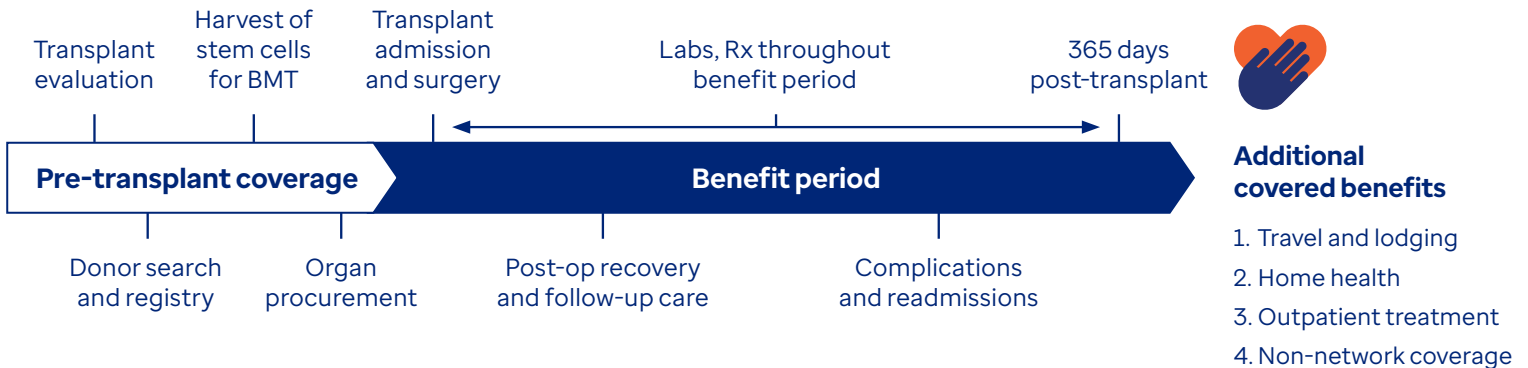 Transplant
evaluation
Harvest of
stem cells
for BMT
Transplant
admission
and surgery
Labs, Rx throughout
benefit period
365 days
post-transplant
Pre-transplant coverage
Benefit period
Donor search
and registry
Organ
procurement
Post-op recovery
and follow-up care
Complications
and readmissions
Additional
covered benefits
1. Travel and lodging
2. Home health
3. Outpatient treatment
4. Non-network coverage